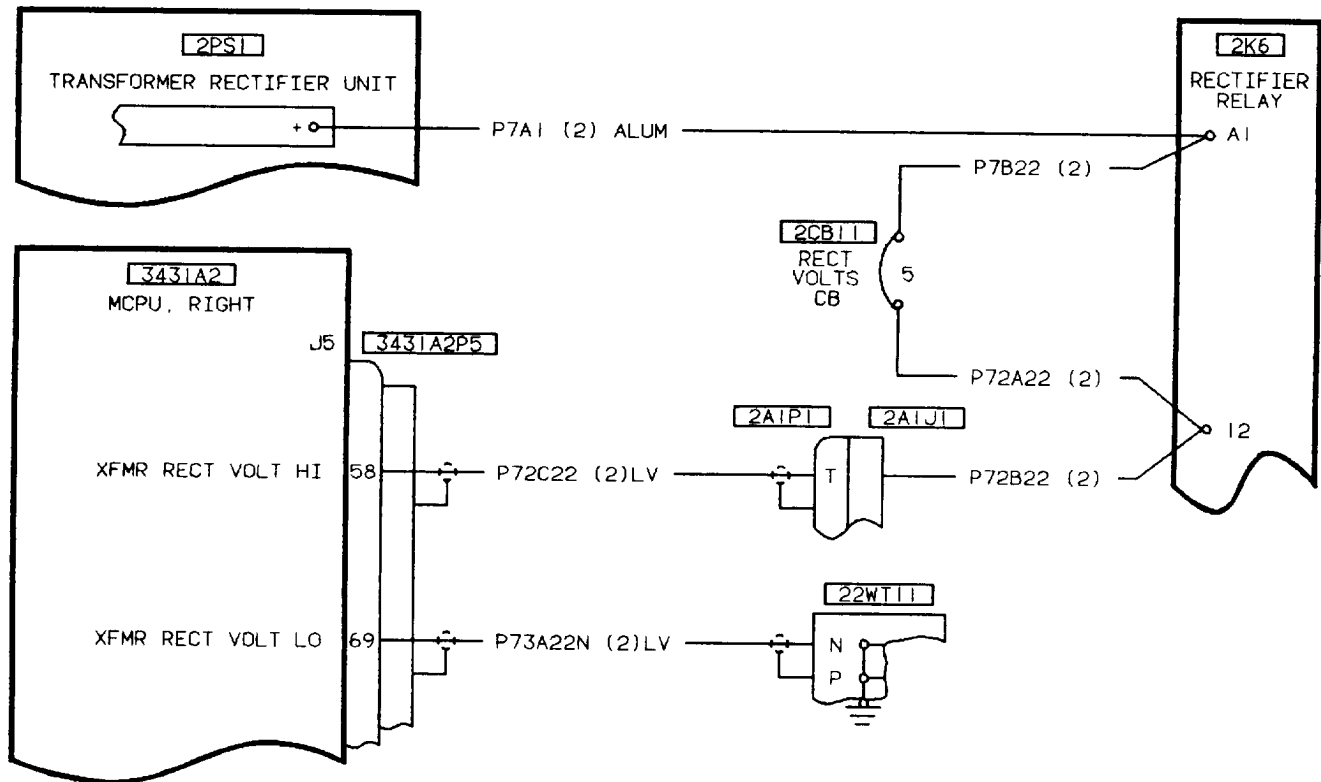 2PS1
TRANSFORMER RECTIFIER UNIT
+
P7A1 (2) ALUM
2K6
RECTIFIER
RELAY
A1
P7B22 (2)
2CB11
RECT
VOLTS
CB
5
3431A2
MCPU, RIGHT
J5
3431A2P5
P72A22 (2)
2A1P1
2A1J1
12
XFMR RECT VOLT HI
58
P72C22 (2)LV
T
P72B22 (2)
22WT11
XFMR RECT VOLT LO
69
P73A22N (2)LV
N
P